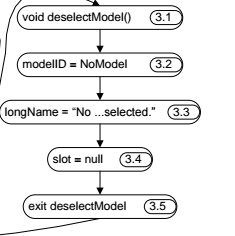 void deselectModel() 3.1
modelID = NoModel 3.2
longName = “No ...selected.” 3.3
slot = null 3.4
exit deselectModel 3.5